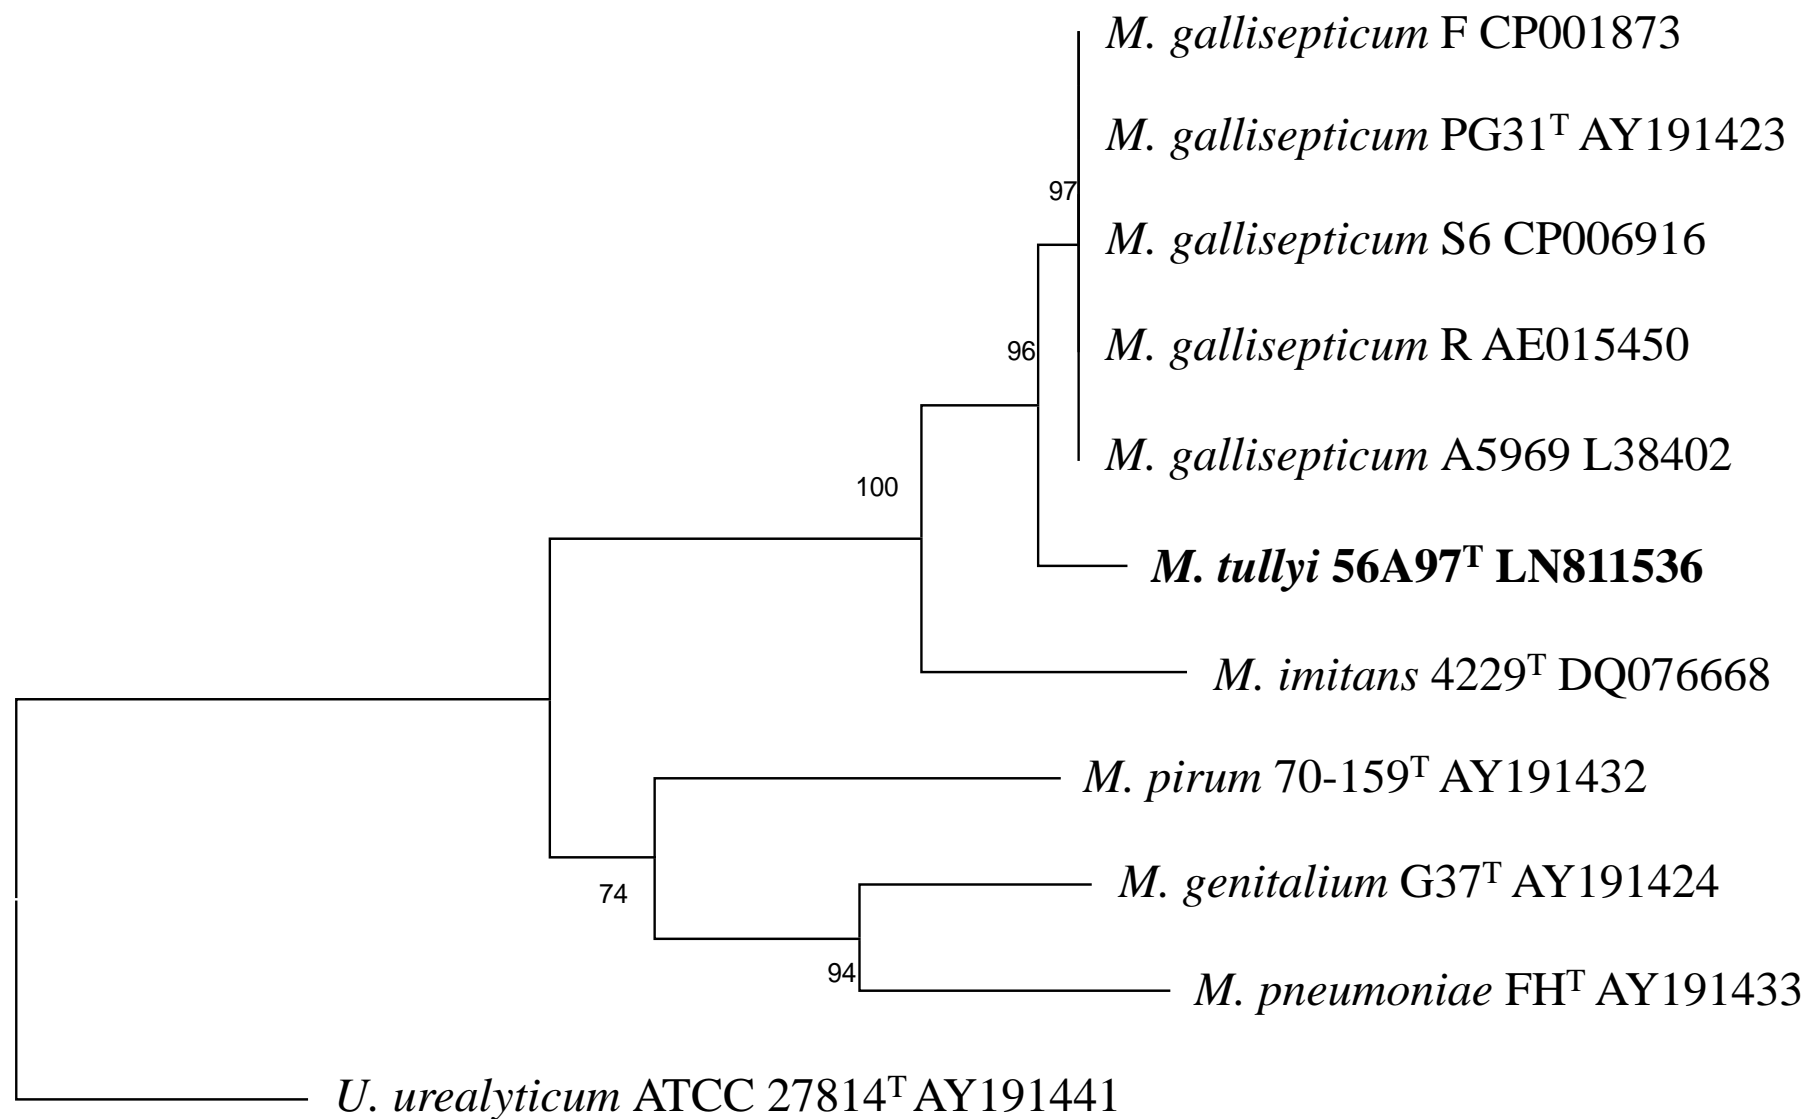 M. gallisepticum F CP001873
M. gallisepticum PG31ᵀ AY191423
97
M. gallisepticum S6 CP006916
96
M. gallisepticum R AE015450
M. gallisepticum A5969 L38402
100
M. tullyi 56A97ᵀ LN811536
M. imitans 4229ᵀ DQ076668
M. pirum 70-159ᵀ AY191432
74
M. genitalium G37ᵀ AY191424
94
M. pneumoniae FHᵀ AY191433
U. urealyticum ATCC 27814ᵀ AY191441